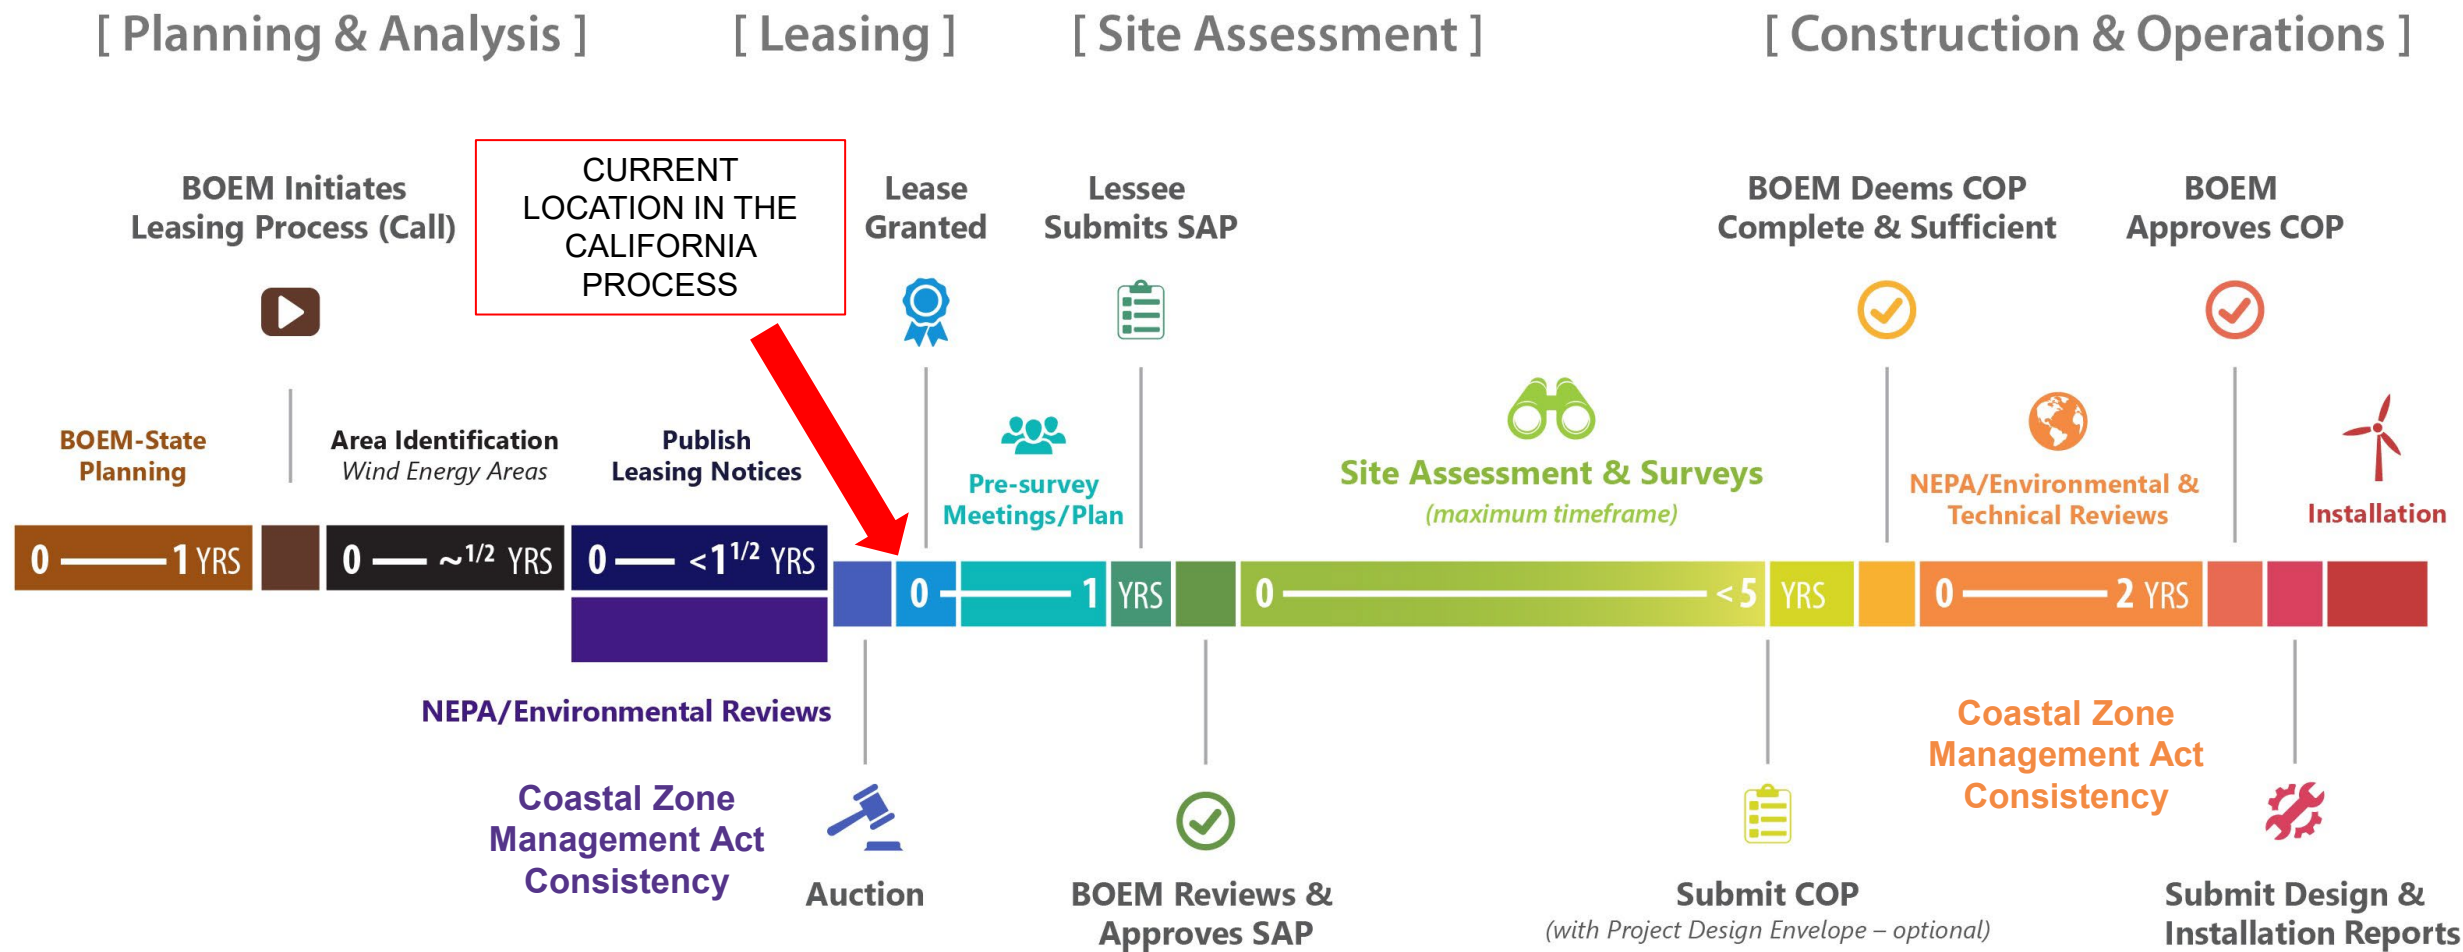 [ Planning & Analysis ]
[ Leasing ]
[ Site Assessment ]
[ Construction & Operations ]
BOEM Initiates
Leasing Process (Call)
CURRENT
LOCATION IN THE
CALIFORNIA
PROCESS
Lease
Granted
Lessee
Submits SAP
BOEM Deems COP
Complete & Sufficient
BOEM
Approves COP
BOEM-State
Planning
Area Identification
Wind Energy Areas
Publish
Leasing Notices
Pre-survey
Meetings/Plan
Site Assessment & Surveys
(maximum timeframe)
NEPA/Environmental &
Technical Reviews
Installation
0 — 1 YRS
0 — ~1/2 YRS
0 — <1 1/2 YRS
0 — 1 YRS
0 — < 5 YRS
0 — 2 YRS
NEPA/Environmental Reviews
Coastal Zone
Management Act
Consistency
Auction
BOEM Reviews &
Approves SAP
Submit COP
(with Project Design Envelope – optional)
Coastal Zone
Management Act
Consistency
Submit Design &
Installation Reports